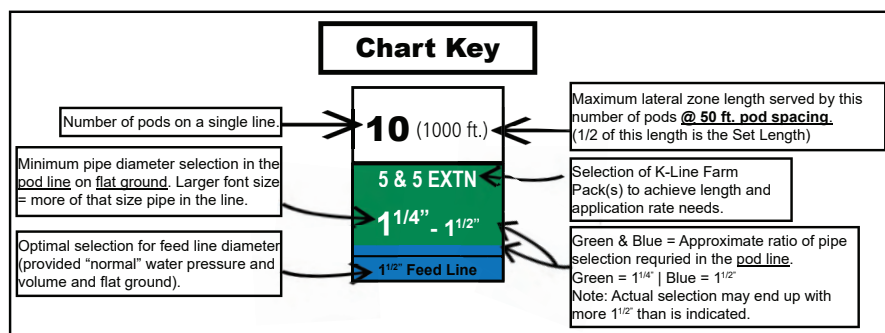 Chart Key
Number of pods on a single line.
10 (1000 ft.)
Maximum lateral zone length served by this
number of pods @ 50 ft. pod spacing.
(1/2 of this length is the Set Length)
Minimum pipe diameter selection in the
pod line on flat ground. Larger font size
= more of that size pipe in the line.
5 & 5 EXTN
1 1/4” - 1 1/2”
Selection of K-Line Farm
Pack(s) to achieve length and
application rate needs.
Optimal selection for feed line diameter
(provided “normal” water pressure and
volume and flat ground).
1 1/2” Feed Line
Green & Blue = Approximate ratio of pipe
selection requried in the pod line.
Green = 1 1/4” | Blue = 1 1/2”
Note: Actual selection may end up with
more 1 1/2” than is indicated.